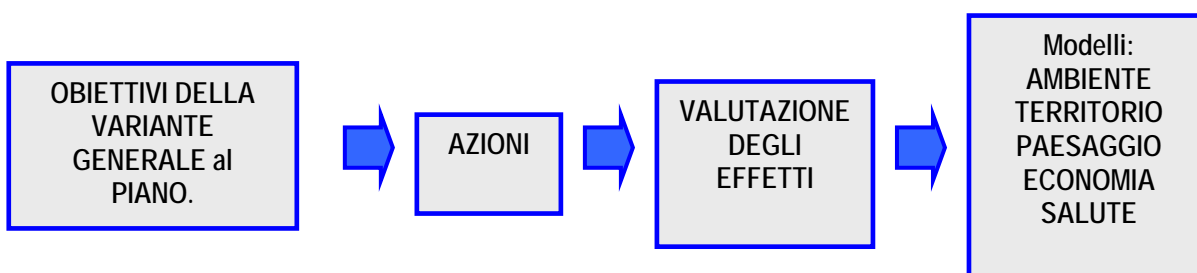 OBIETTIVI DELLA
VARIANTE
GENERALE al
PIANO.
AZIONI
VALUTAZIONE
DEGLI
EFFETTI
Modelli:
AMBIENTE
TERRITORIO
PAESAGGIO
ECONOMIA
SALUTE